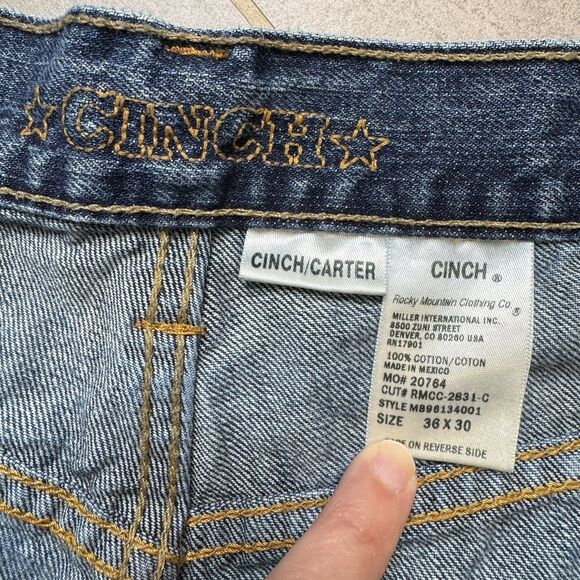 CINCH
CINCH/CARTER
CINCH ®
Rocky Mountain Clothing Co. ®
MILLER INTERNATIONAL INC.
8500 ZUNI STREET
DENVER, CO 80260 USA
RN17901
100% COTTON/COTON
MADE IN MEXICO
MO# 20764
CUT# RMCC-2831-C
STYLE MB96134001
SIZE 36 X 30
ON REVERSE SIDE